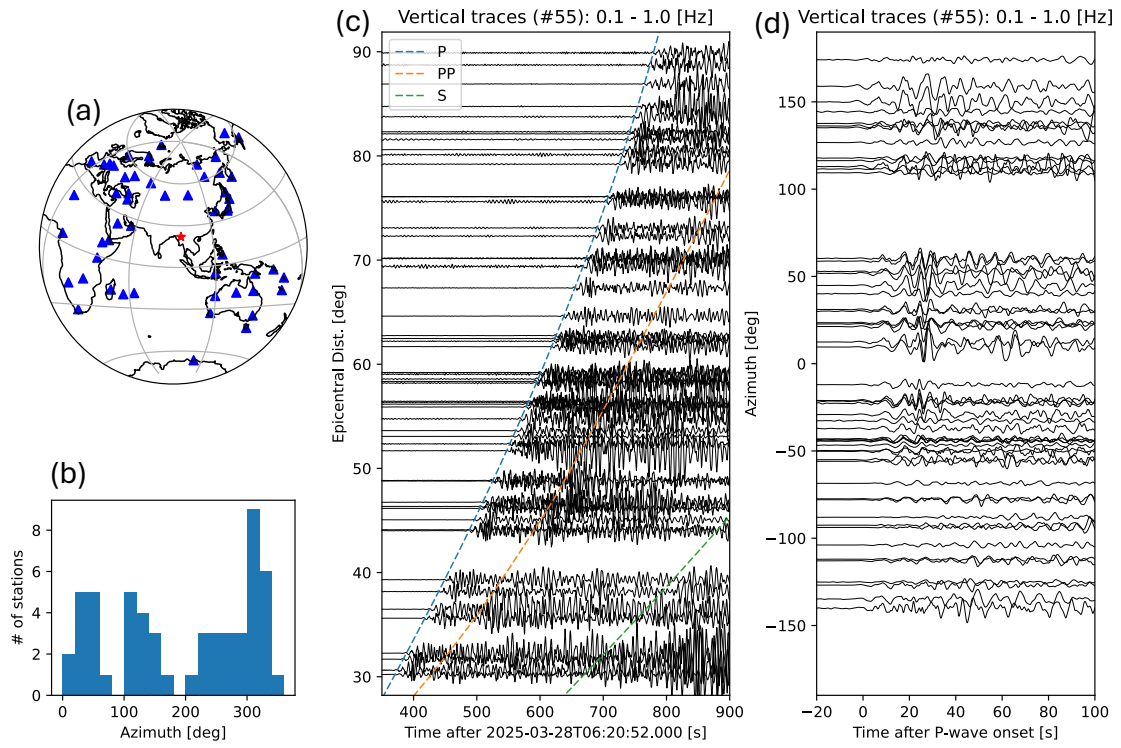 (a)
(b)
# of stations
8
6
4
2
0
0
100
200
300
Azimuth [deg]
(c)
Vertical traces (#55): 0.1 - 1.0 [Hz]
P
PP
S
Epicentral Dist. [deg]
90
80
70
60
50
40
30
400
500
600
700
800
900
Time after 2025-03-28T06:20:52.000 [s]
(d)
Vertical traces (#55): 0.1 - 1.0 [Hz]
Azimuth [deg]
150
100
50
0
−50
−100
−150
−20
0
20
40
60
80
100
Time after P-wave onset [s]